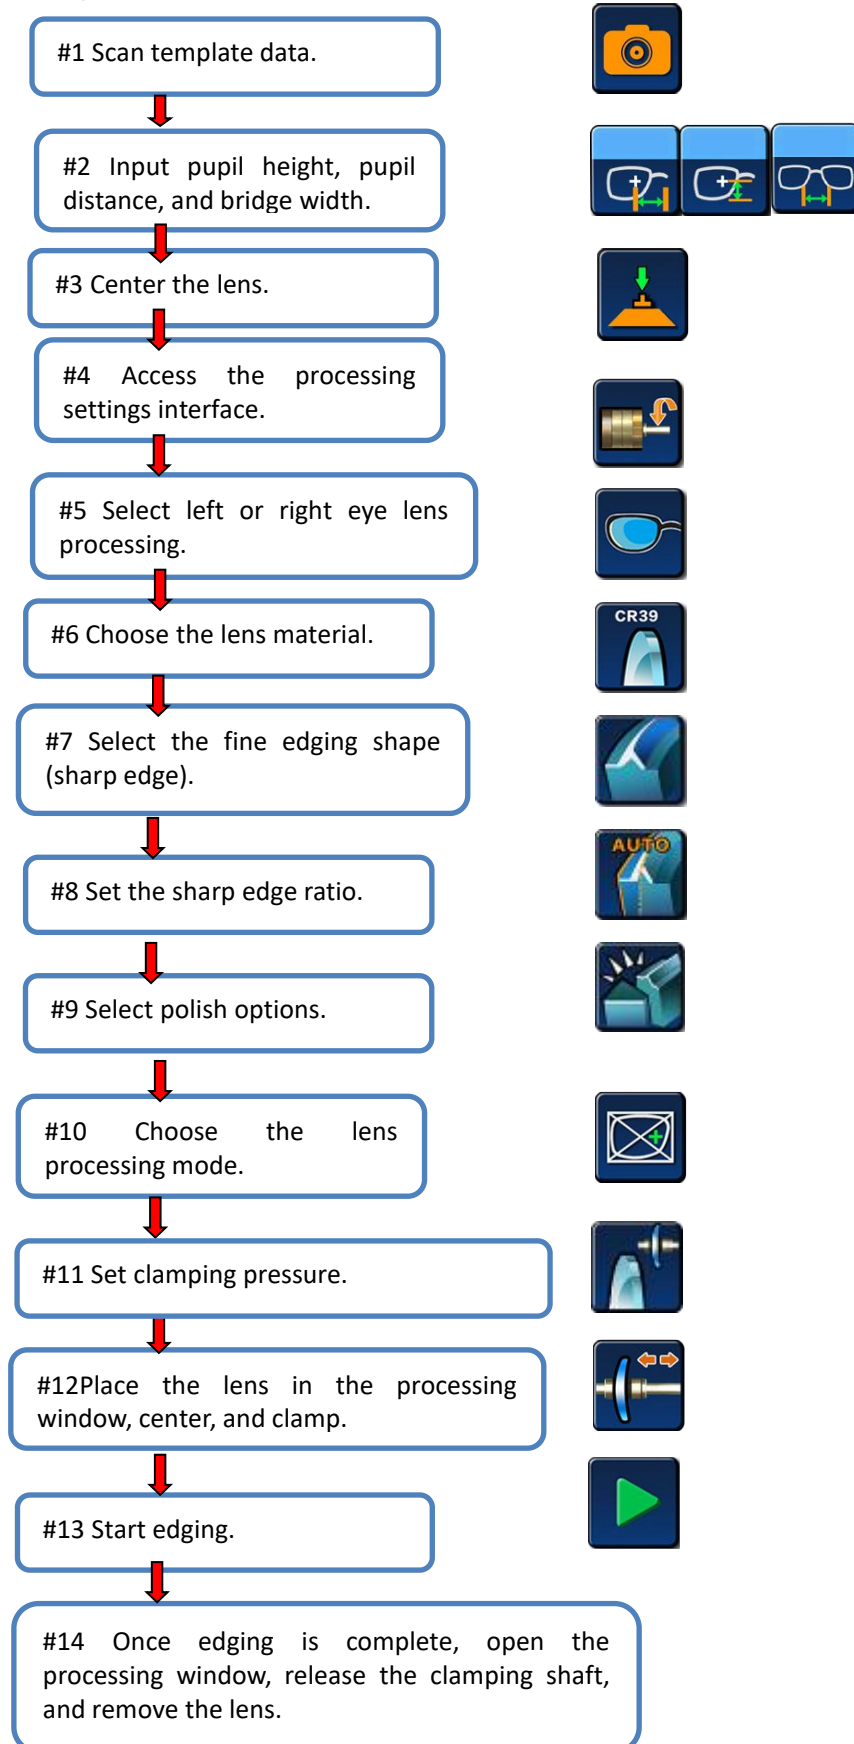 #1 Scan template data.
#2 Input pupil height, pupil
distance, and bridge width.
#3 Center the lens.
#4 Access the processing
settings interface.
#5 Select left or right eye lens
processing.
#6 Choose the lens material.
CR39
#7 Select the fine edging shape
(sharp edge).
#8 Set the sharp edge ratio.
AUTO
#9 Select polish options.
#10 Choose the lens
processing mode.
#11 Set clamping pressure.
#12Place the lens in the processing
window, center, and clamp.
#13 Start edging.
#14 Once edging is complete, open the
processing window, release the clamping shaft,
and remove the lens.